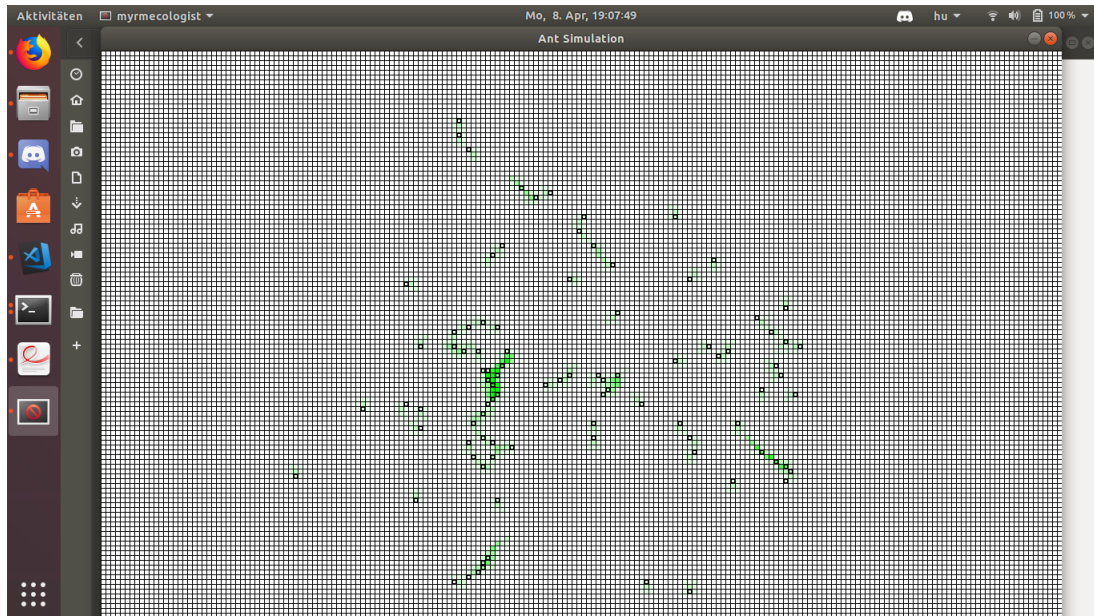 Aktivitäten myrmecologist Mo, 8. Apr, 19:07:49 hu 100 %
Ant Simulation